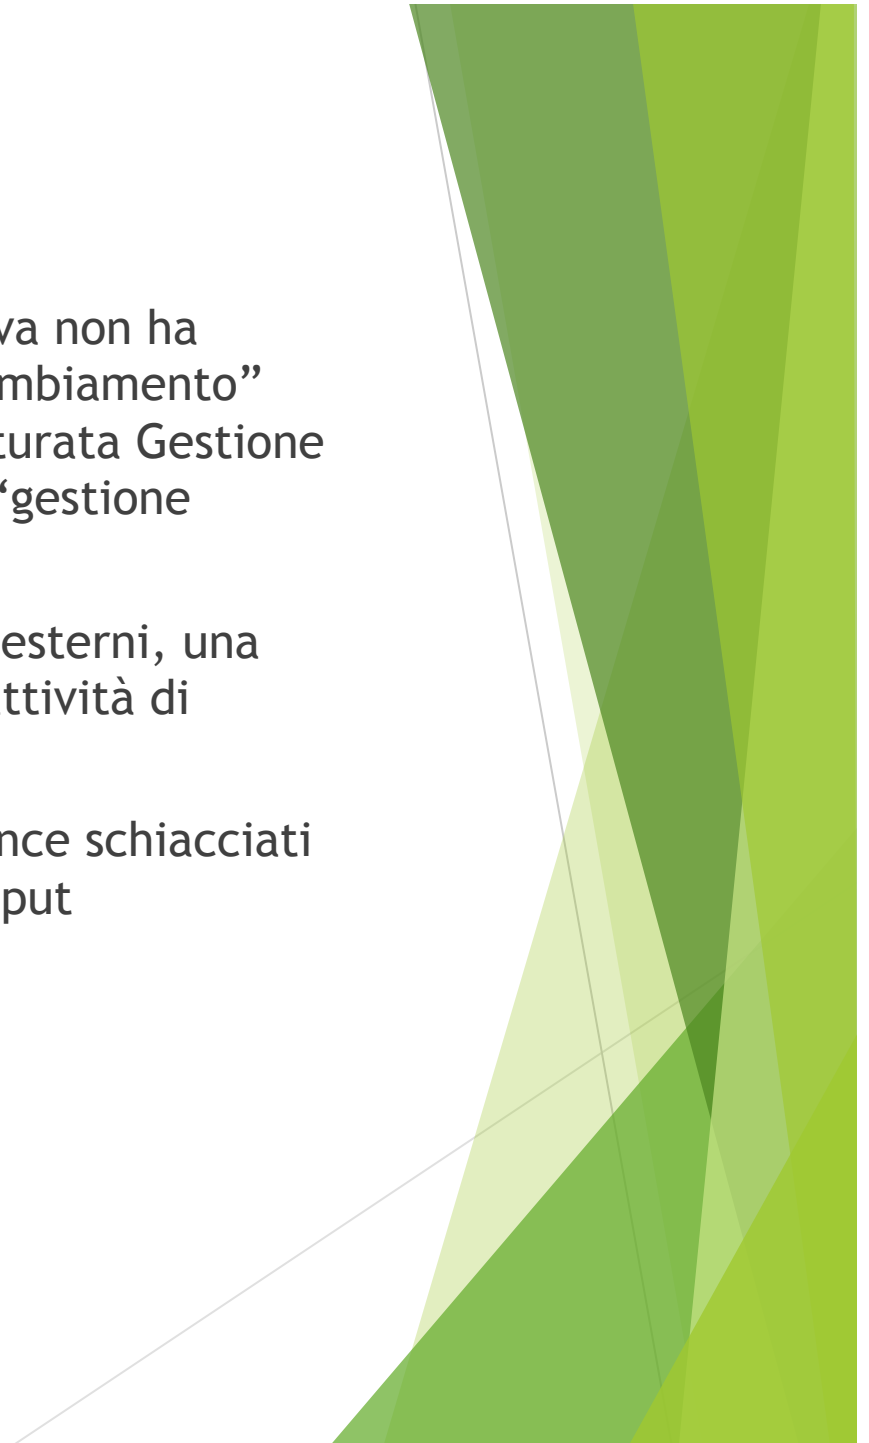 va non ha
mbiamento”
turata Gestione
“gestione
esterni, una
ttività di
nce schiacciati
put